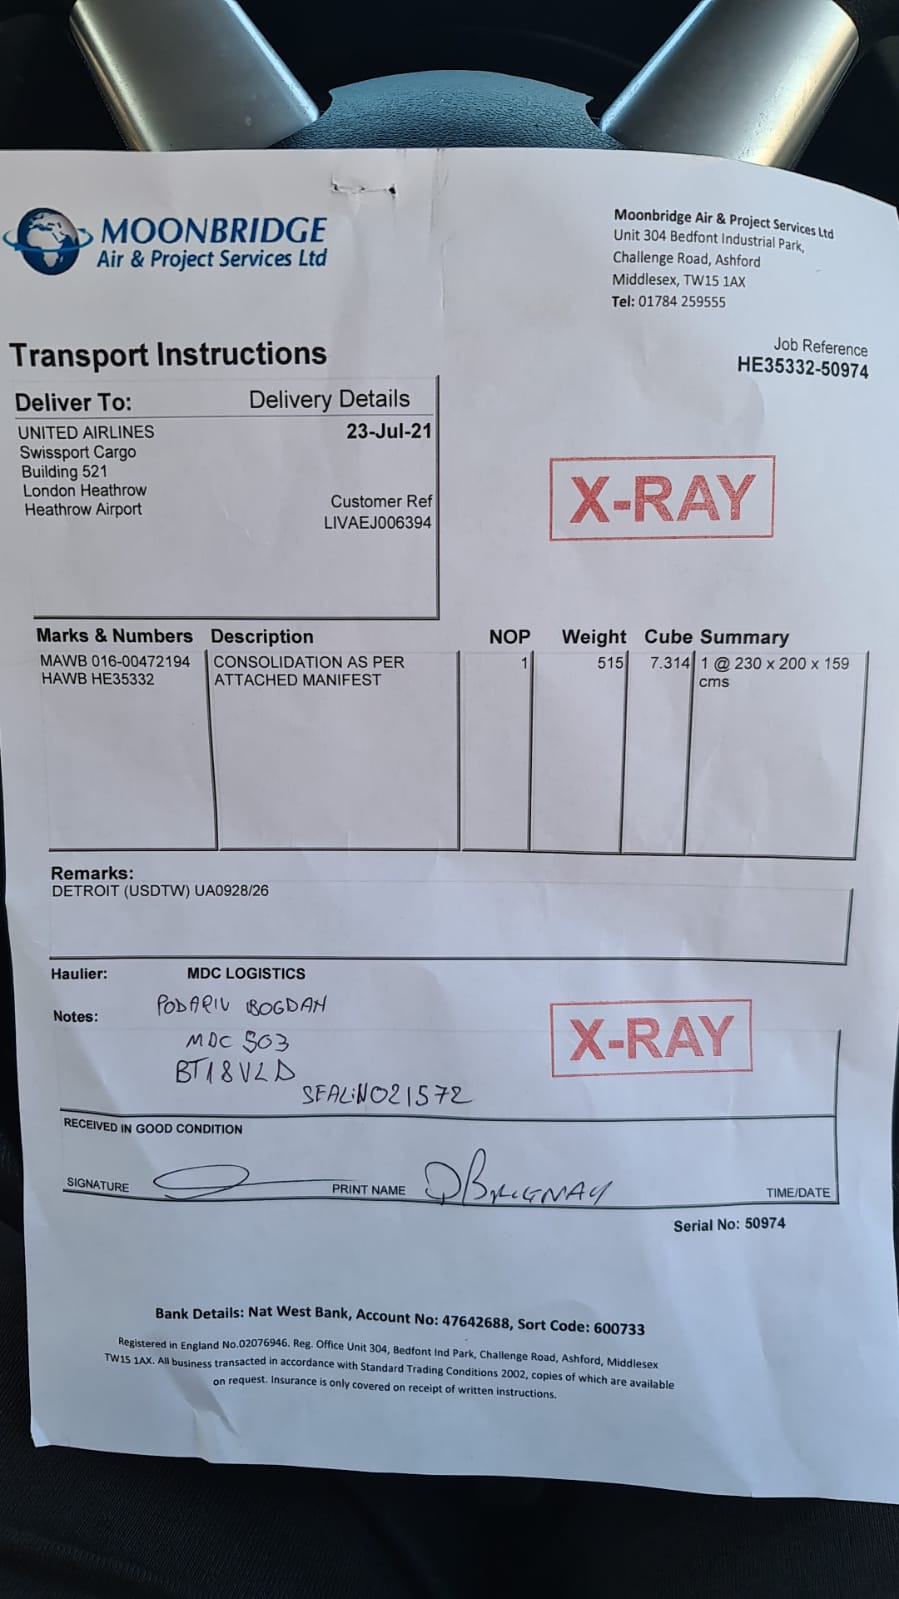 MOONBRIDGE
Air & Project Services Ltd
Moonbridge Air & Project Services Ltd
Unit 304 Bedfont Industrial Park,
Challenge Road, Ashford
Middlesex, TW15 1AX
Tel: 01784 259555
Transport Instructions
Job Reference
HE35332-50974
Deliver To: Delivery Details
UNITED AIRLINES 23-Jul-21
Swissport Cargo
Building 521
London Heathrow Customer Ref
Heathrow Airport LIVAEJ006394
X-RAY
Marks & Numbers Description NOP Weight Cube Summary
MAWB 016-00472194 CONSOLIDATION AS PER 1 515 7.314 1 @ 230 x 200 x 159
HAWB HE35332 ATTACHED MANIFEST cms
Remarks:
DETROIT (USDTW) UA0928/26
Haulier: MDC LOGISTICS
Notes: PODARIU BOGDAN
MDC 503
BT18VLD
SEAL:N021572
X-RAY
RECEIVED IN GOOD CONDITION
SIGNATURE PRINT NAME TIME/DATE
Serial No: 50974
Bank Details: Nat West Bank, Account No: 47642688, Sort Code: 600733
Registered in England No.02076946. Reg. Office Unit 304, Bedfont Ind Park, Challenge Road, Ashford, Middlesex
TW15 1AX. All business transacted in accordance with Standard Trading Conditions 2002, copies of which are available
on request. Insurance is only covered on receipt of written instructions.